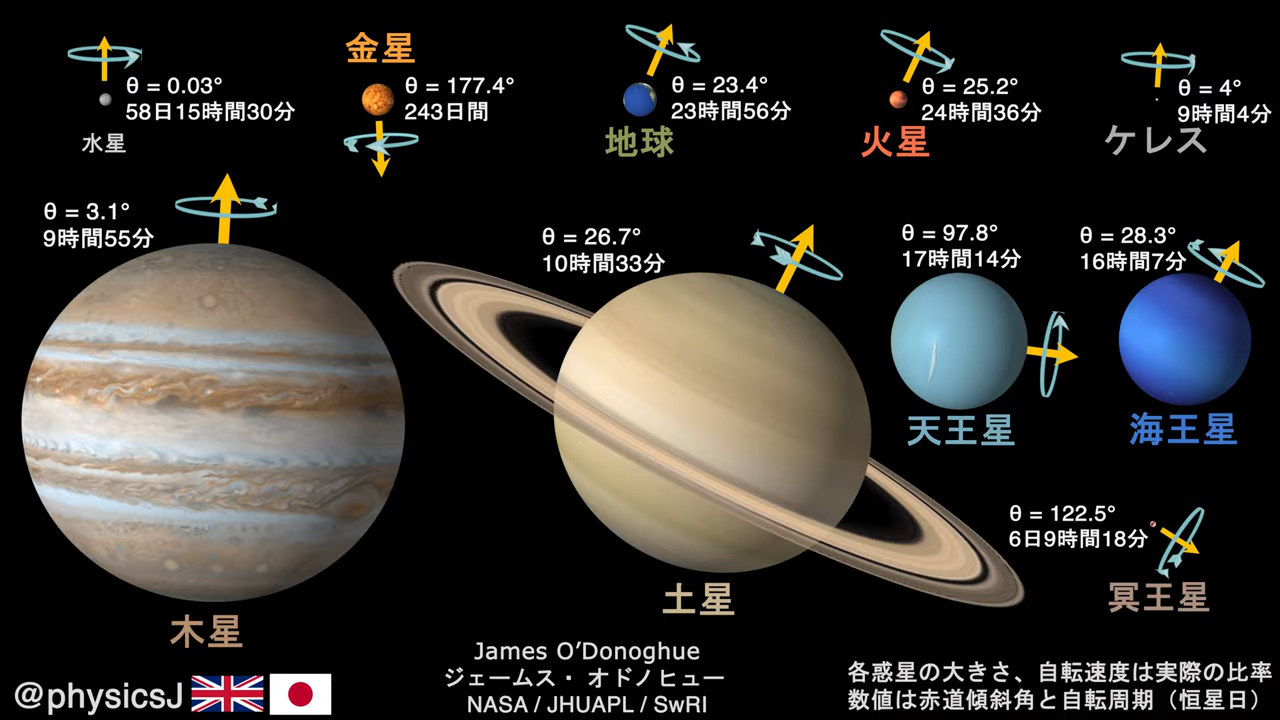 θ = 0.03°
58日15時間30分
水星
金星
θ = 177.4°
243日間
θ = 23.4°
23時間56分
地球
θ = 25.2°
24時間36分
火星
θ = 4°
9時間4分
ケレス
θ = 3.1°
9時間55分
木星
θ = 26.7°
10時間33分
土星
θ = 97.8°
17時間14分
天王星
θ = 28.3°
16時間7分
海王星
θ = 122.5°
6日9時間18分
冥王星
@physicsJ
James O’Donoghue
ジェームス・オドノヒュー
NASA / JHUAPL / SwRI
各惑星の大きさ、自転速度は実際の比率
数値は赤道傾斜角と自転周期（恒星日）